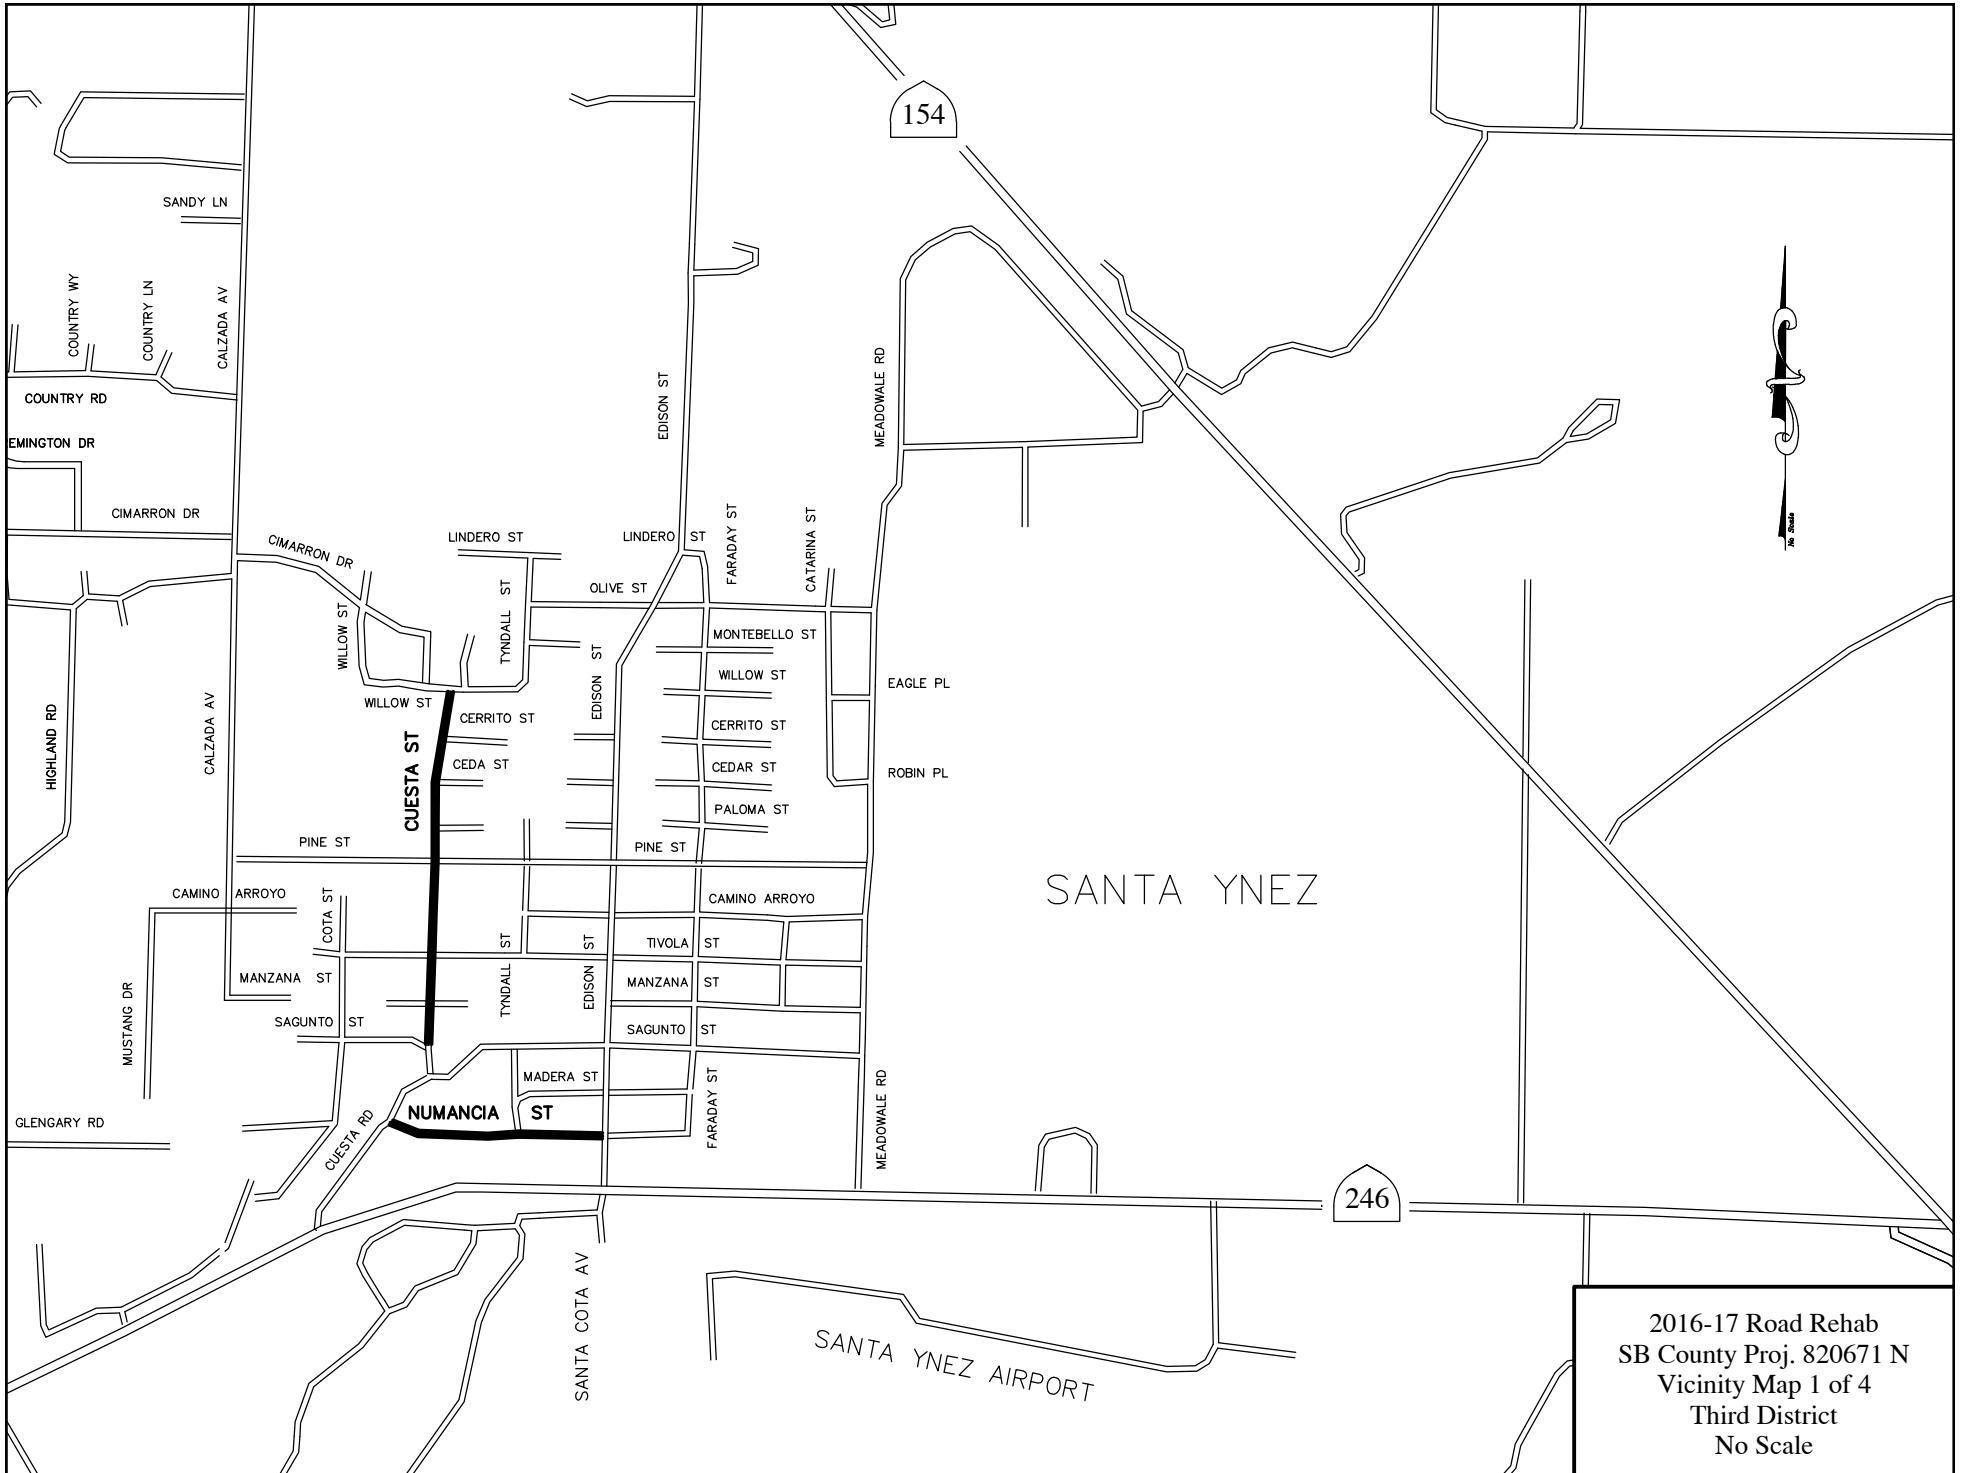 154
SANDY LN
COUNTRY WY
COUNTRY LN
CALZADA AV
COUNTRY RD
EMINGTON DR
CIMARRON DR
CIMARRON DR
EDISON ST
MEADOWALE RD
No Scale
LINDERO ST
LINDERO ST
FARADAY ST
CATARINA ST
OLIVE ST
TYNDALL ST
WILLOW ST
MONTEBELLO ST
EDISON ST
WILLOW ST
EAGLE PL
WILLOW ST
CERRITO ST
CERRITO ST
HIGHLAND RD
CALZADA AV
CUESTA ST
CEDA ST
CEDAR ST
ROBIN PL
PALOMA ST
PINE ST
PINE ST
SANTA YNEZ
CAMINO ARROYO
COTA ST
CAMINO ARROYO
TYNDALL ST
EDISON ST
TIVOLA ST
MANZANA ST
MANZANA ST
MUSTANG DR
SAGUNTO ST
SAGUNTO ST
MADERA ST
FARADAY ST
MEADOWALE RD
NUMANCIA ST
GLENGARY RD
CUESTA RD
246
SANTA COTA AV
SANTA YNEZ AIRPORT
2016-17 Road Rehab
SB County Proj. 820671 N
Vicinity Map 1 of 4
Third District
No Scale